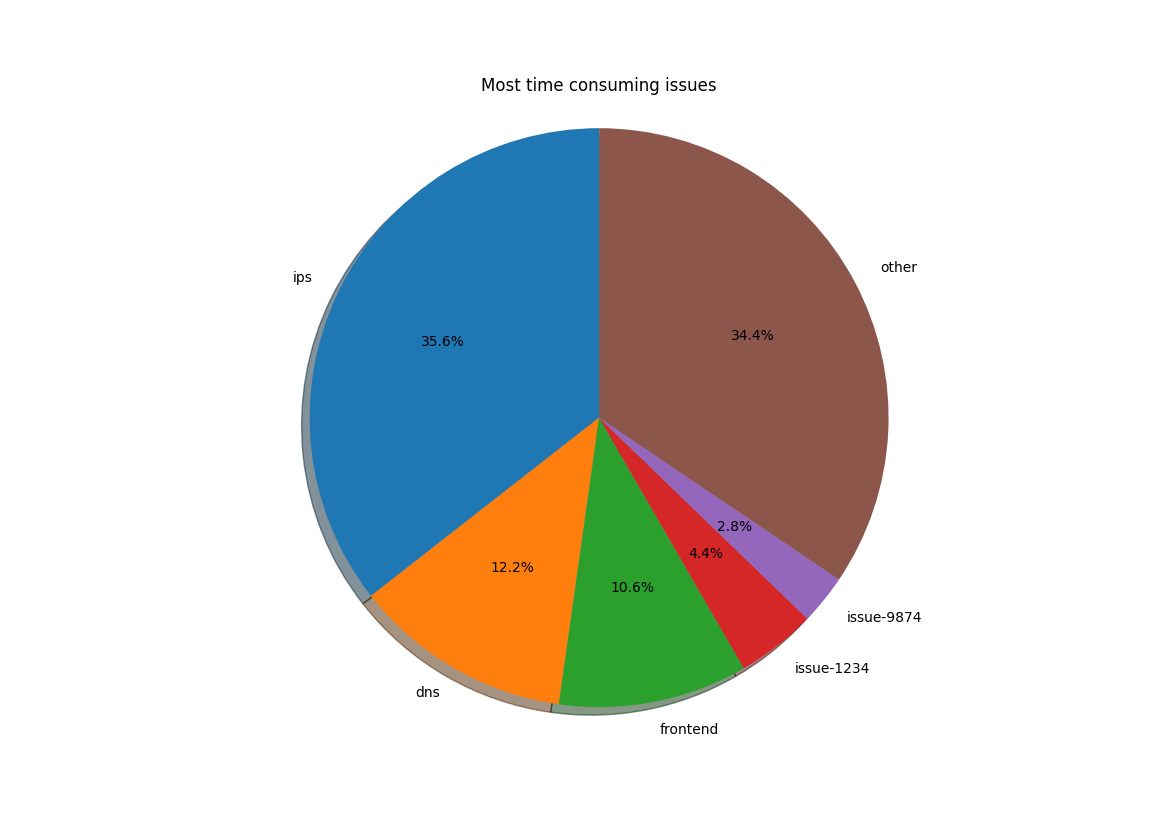 Most time consuming issues
other
ips
34.4%
35.6%
2.8%
4.4%
12.2%
10.6%
issue-9874
issue-1234
dns
frontend